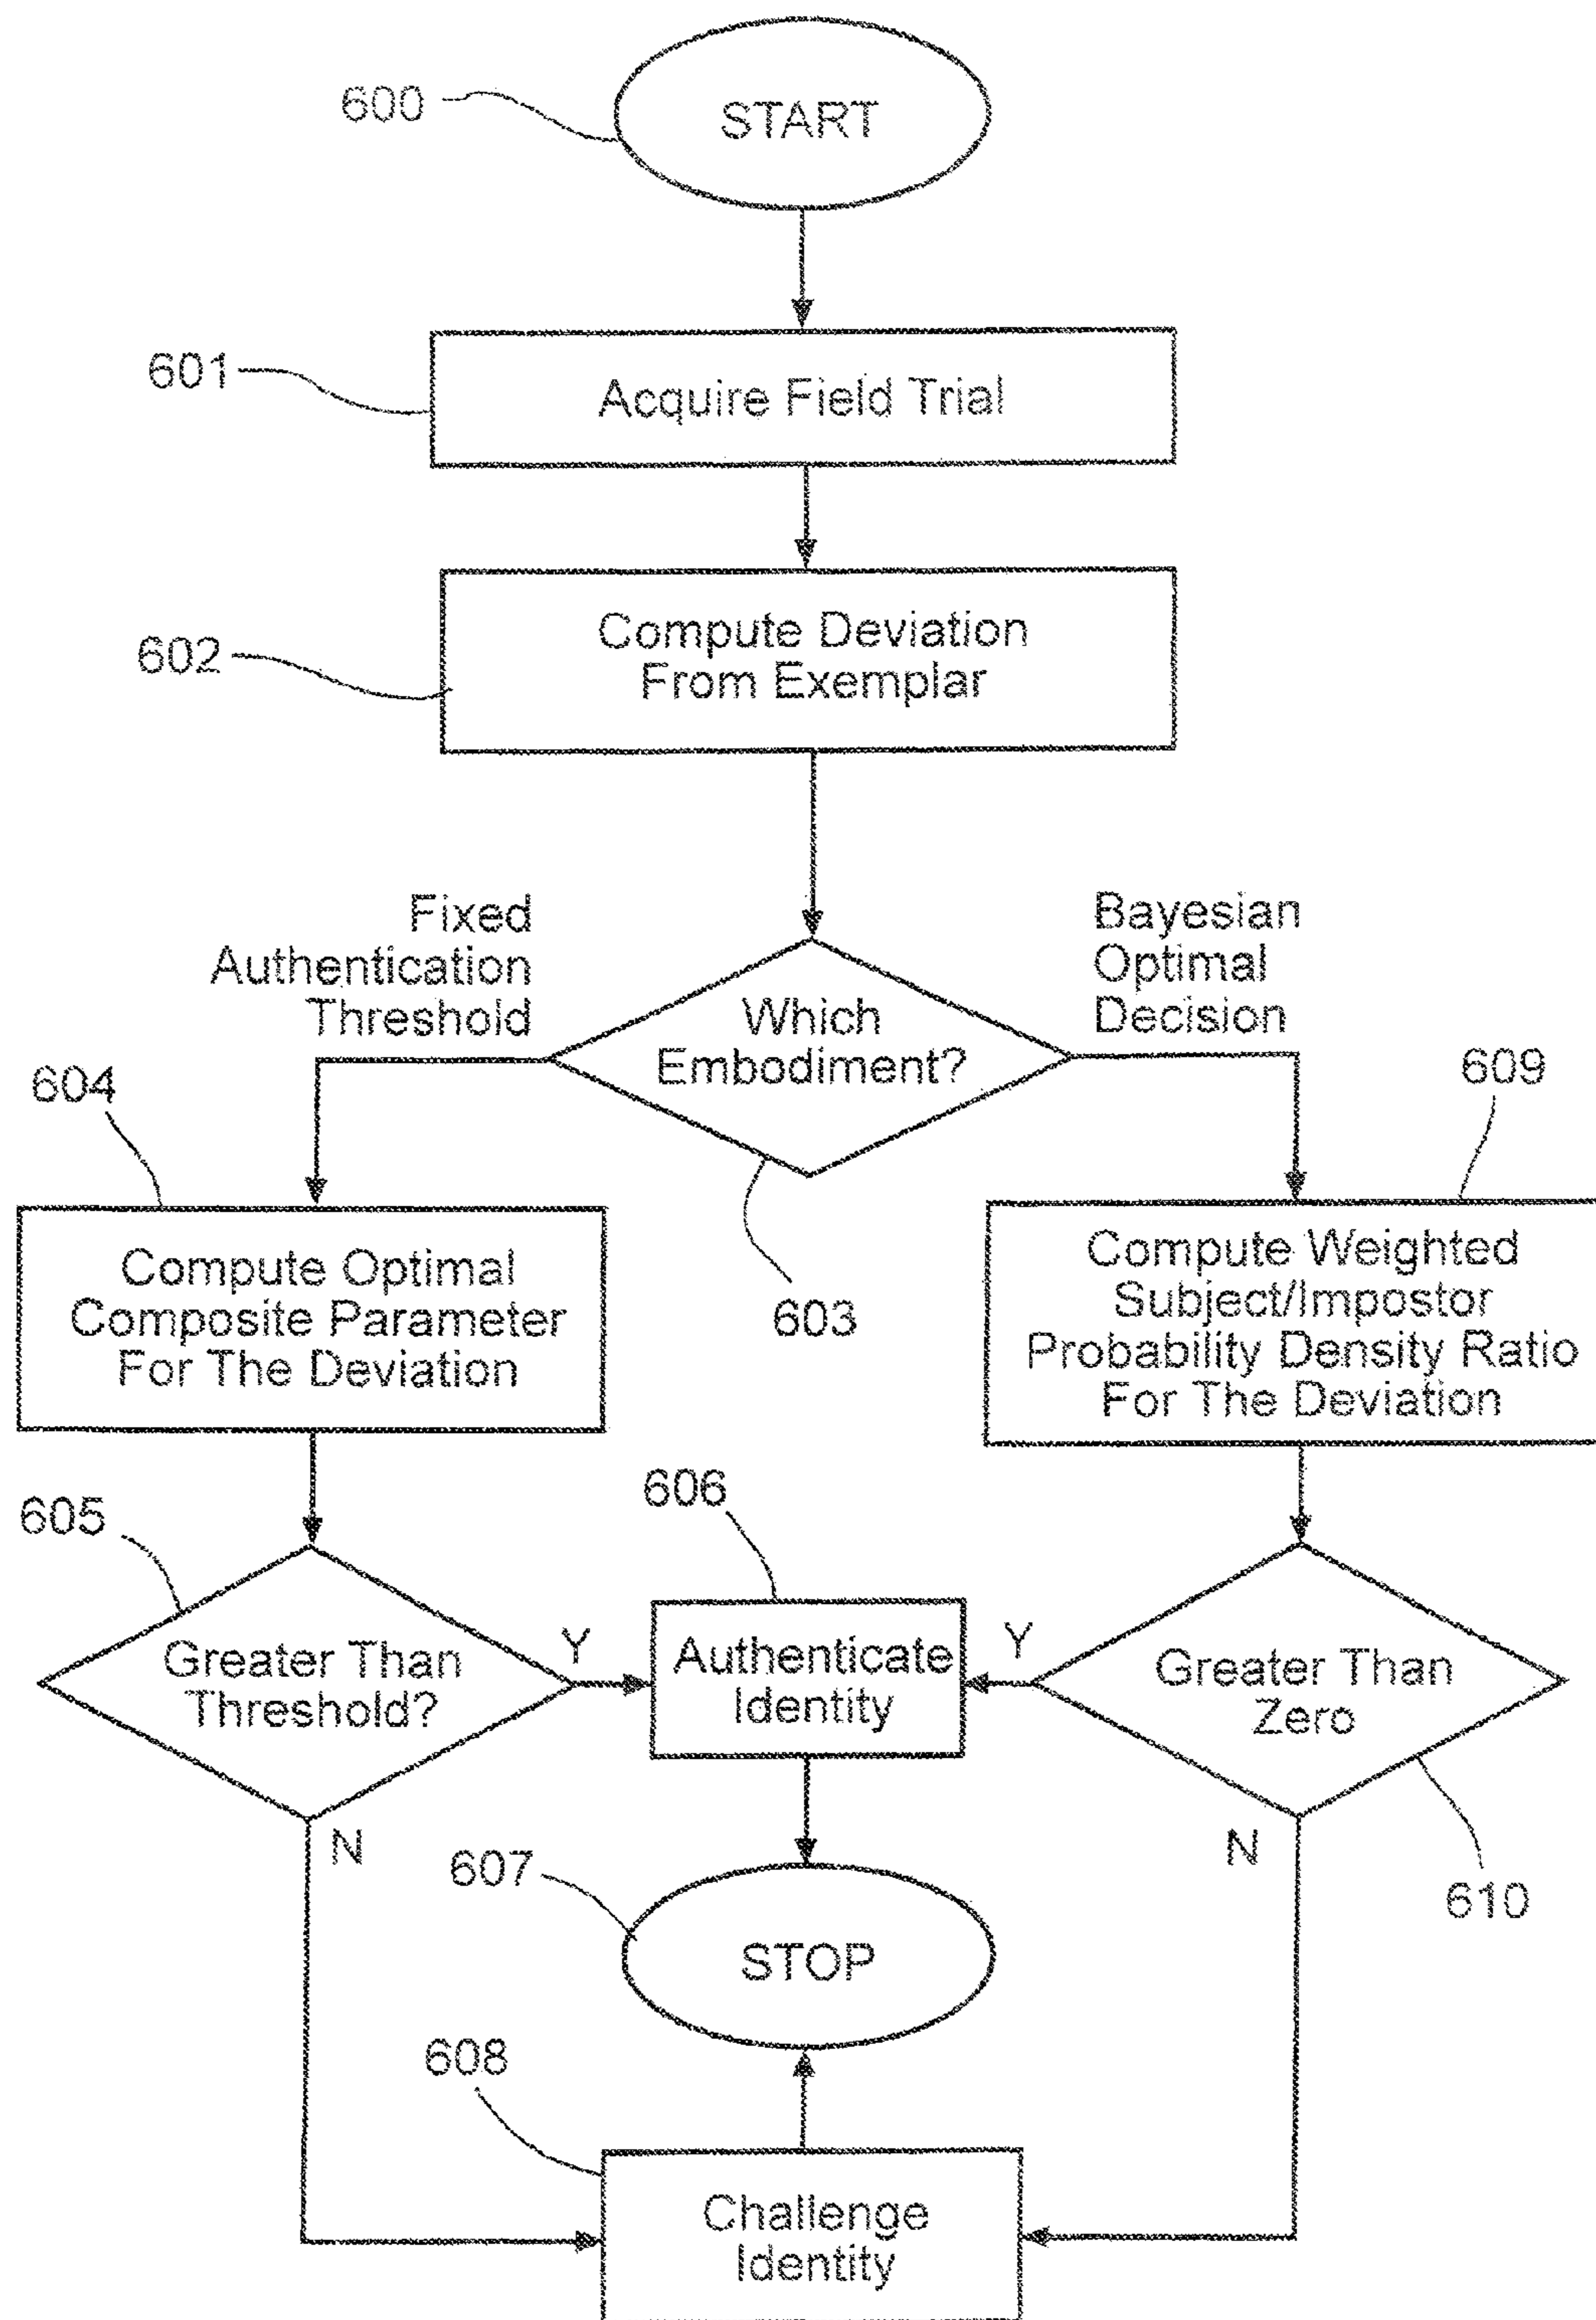 600
START
601
Acquire Field Trial
602
Compute Deviation
From Exemplar
Fixed
Authentication
Threshold
Bayesian
Optimal
Decision
Which
Embodiment?
603
604
Compute Optimal
Composite Parameter
For The Deviation
609
Compute Weighted
Subject/Impostor
Probability Density Ratio
For The Deviation
605
Greater Than
Threshold?
Y
N
606
Authenticate
Identity
Y
Greater Than
Zero
N
610
607
STOP
608
Challenge
Identity